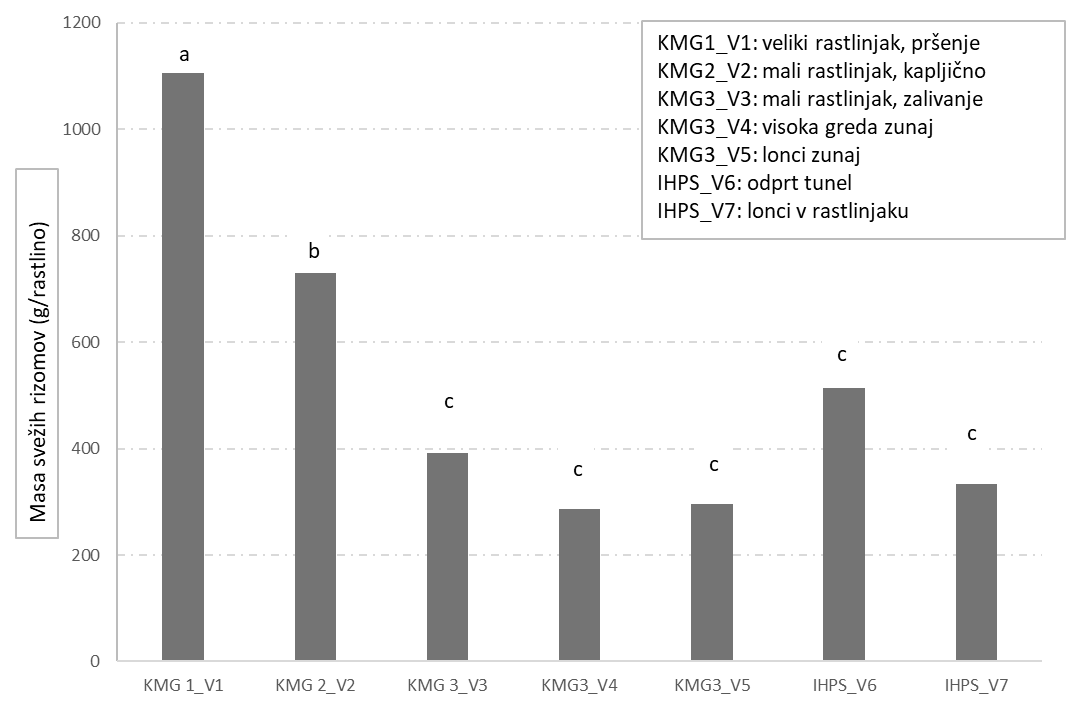 1200
1000
800
600
400
200
0
Masa svežih rizomov (g/rastlino)
a
b
c
c
c
c
c
KMG1_V1: veliki rastlinjak, pršenje
KMG2_V2: mali rastlinjak, kapljično
KMG3_V3: mali rastlinjak, zalivanje
KMG3_V4: visoka greda zunaj
KMG3_V5: lonci zunaj
IHPS_V6: odprt tunel
IHPS_V7: lonci v rastlinjaku
KMG 1_V1
KMG 2_V2
KMG 3_V3
KMG3_V4
KMG3_V5
IHPS_V6
IHPS_V7